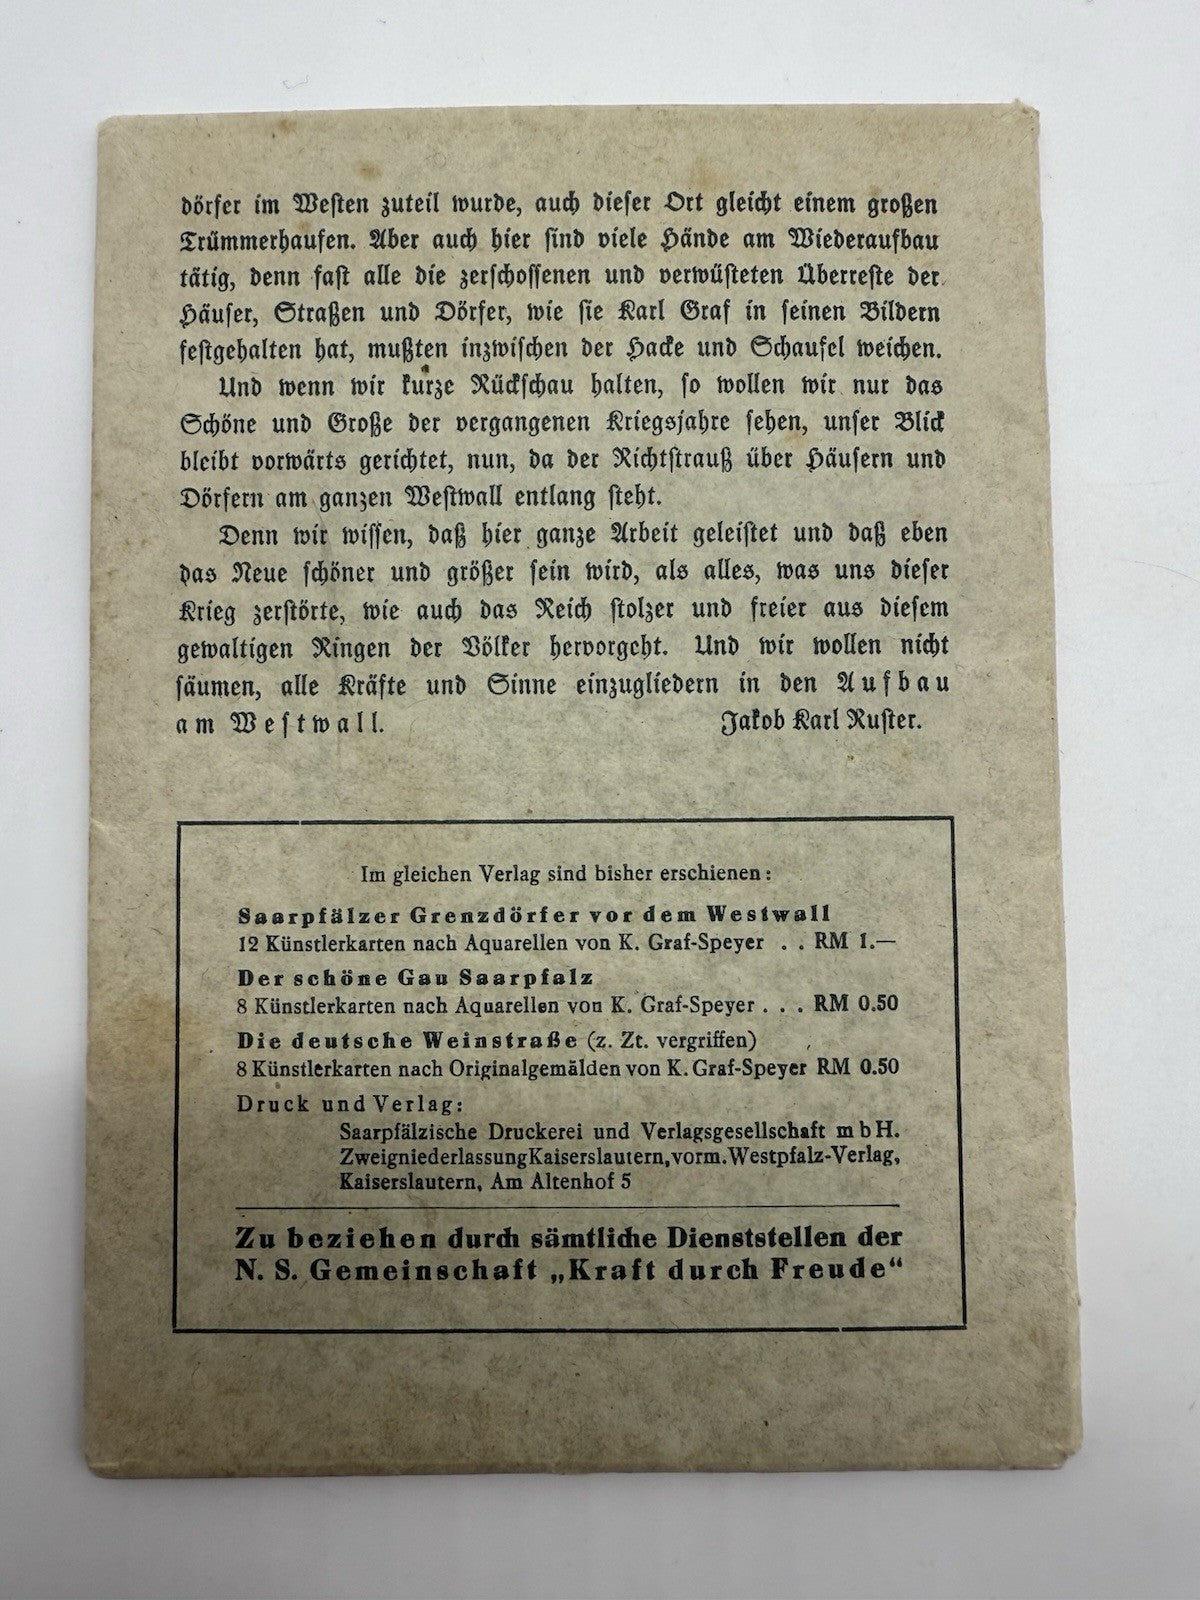 dörfer im Westen zuteil wurde, auch dieser Ort gleicht einem großen
Trümmerhaufen. Aber auch hier sind viele Hände am Wiederaufbau
tätig, denn fast alle die zerschossenen und verwüsteten Überreste der
Häuser, Straßen und Dörfer, wie sie Karl Graf in seinen Bildern
festgehalten hat, mußten inzwischen der Hacke und Schaufel weichen.
Und wenn wir kurze Rückschau halten, so wollen wir nur das
Schöne und Große der vergangenen Kriegsjahre sehen, unser Blick
bleibt vorwärts gerichtet, nun, da der Richtstrauß über Häusern und
Dörfern am ganzen Westwall entlang steht.
Denn wir wissen, daß hier ganze Arbeit geleistet und daß eben
das Neue schöner und größer sein wird, als alles, was uns dieser
Krieg zerstörte, wie auch das Reich stolzer und freier aus diesem
gewaltigen Ringen der Völker hervorgeht. Und wir wollen nicht
säumen, alle Kräfte und Sinne einzugliedern in den Aufbau
am Westwall. Jakob Karl Ruster.
Im gleichen Verlag sind bisher erschienen:
Saarpfälzer Grenzdörfer vor dem Westwall
12 Künstlerkarten nach Aquarellen von K. Graf-Speyer . . RM 1.—
Der schöne Gau Saarpfalz
8 Künstlerkarten nach Aquarellen von K. Graf-Speyer . . . RM 0.50
Die deutsche Weinstraße (z. Zt. vergriffen)
8 Künstlerkarten nach Originalgemälden von K. Graf-Speyer RM 0.50
Druck und Verlag:
Saarpfälzische Druckerei und Verlagsgesellschaft mbH.
Zweigniederlassung Kaiserslautern, vorm. Westpfalz-Verlag,
Kaiserslautern, Am Altenhof 5
Zu beziehen durch sämtliche Dienststellen der
N. S. Gemeinschaft „Kraft durch Freude“